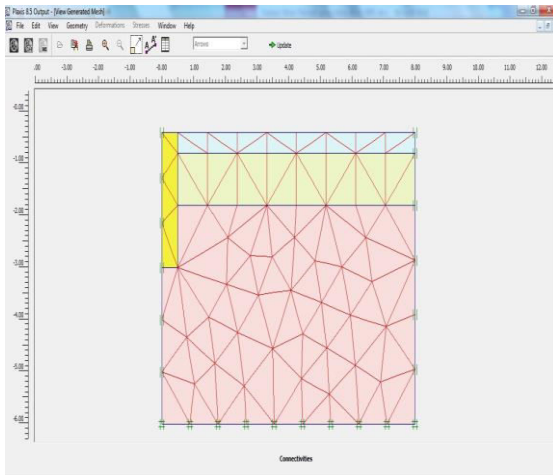 Plaxis 8.5 Output - [View Generated Mesh]
File Edit View Geometry Deformations Stresses Window Help
Arrows
Update
.00 -3.00 -2.00 -1.00 0.00 1.00 2.00 3.00 4.00 5.00 6.00 7.00 8.00 9.00 10.00 11.00 12.00
-0.00
-1.00
-2.00
-3.00
-4.00
-5.00
-6.00
Connectivities